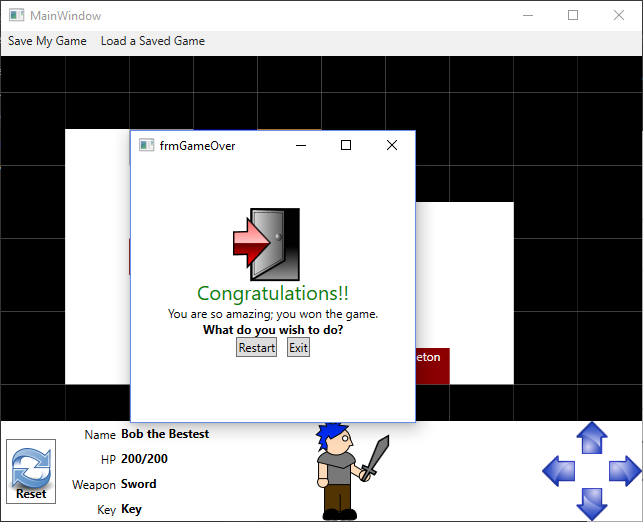 MainWindow
Save My Game Load a Saved Game
frmGameOver
Congratulations!!
You are so amazing; you won the game.
What do you wish to do?
Restart Exit
eton
Name Bob the Bestest
HP 200/200
Weapon Sword
Key Key
Reset